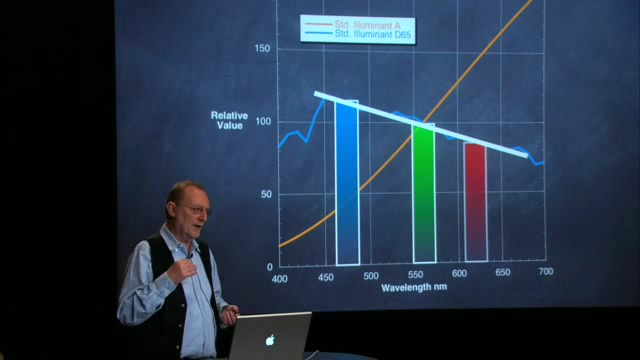 150
Std. Illuminant A
Std. Illuminant D65
Relative
Value
100
50
0
400
450
500
550
600
650
700
Wavelength nm